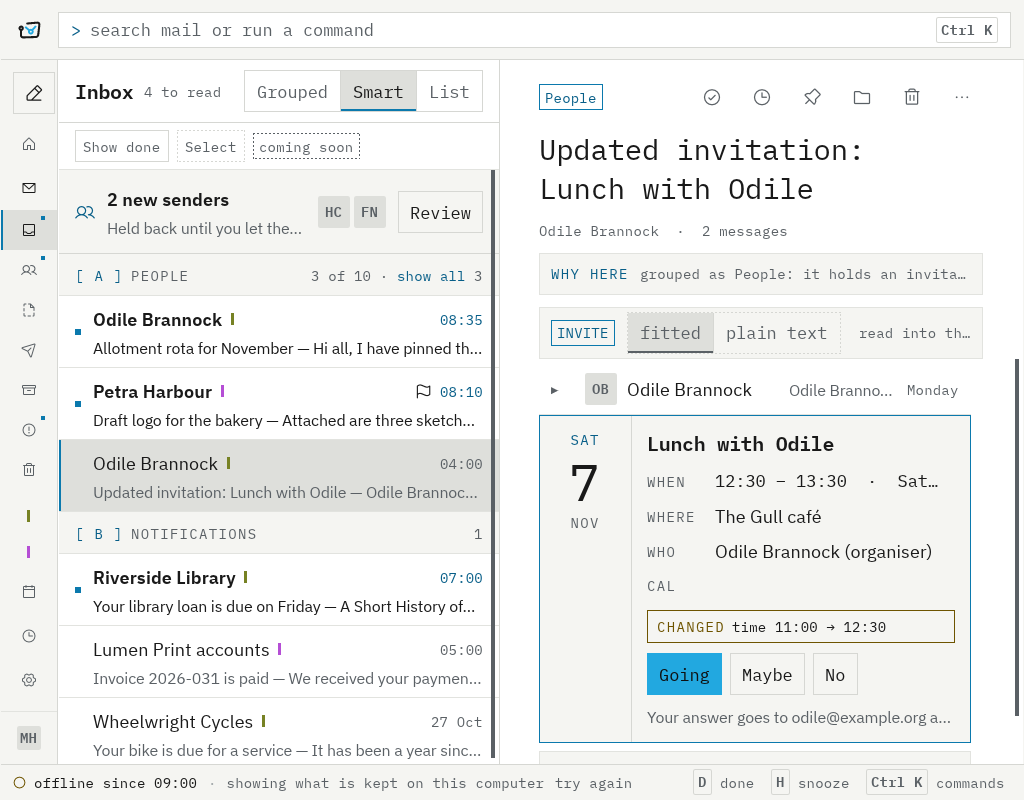 > search mail or run a command Ctrl K
Inbox 4 to read Grouped Smart List
Show done Select coming soon
2 new senders
Held back until you let the…
HC FN Review
[ A ] PEOPLE 3 of 10 · show all 3
Odile Brannock 08:35
Allotment rota for November — Hi all, I have pinned th…
Petra Harbour 08:10
Draft logo for the bakery — Attached are three sketch…
Odile Brannock 04:00
Updated invitation: Lunch with Odile — Odile Brannoc…
[ B ] NOTIFICATIONS 1
Riverside Library 07:00
Your library loan is due on Friday — A Short History of…
Lumen Print accounts 05:00
Invoice 2026-031 is paid — We received your paymen…
Wheelwright Cycles 27 Oct
Your bike is due for a service — It has been a year sinc…
MH
People
Updated invitation:
Lunch with Odile
Odile Brannock · 2 messages
WHY HERE grouped as People: it holds an invita…
INVITE fitted plain text read into th…
OB Odile Brannock Odile Branno… Monday
SAT
7
NOV
Lunch with Odile
WHEN 12:30 – 13:30 · Sat…
WHERE The Gull café
WHO Odile Brannock (organiser)
CAL
CHANGED time 11:00 → 12:30
Going Maybe No
Your answer goes to odile@example.org a…
offline since 09:00 · showing what is kept on this computer try again
D done H snooze Ctrl K commands